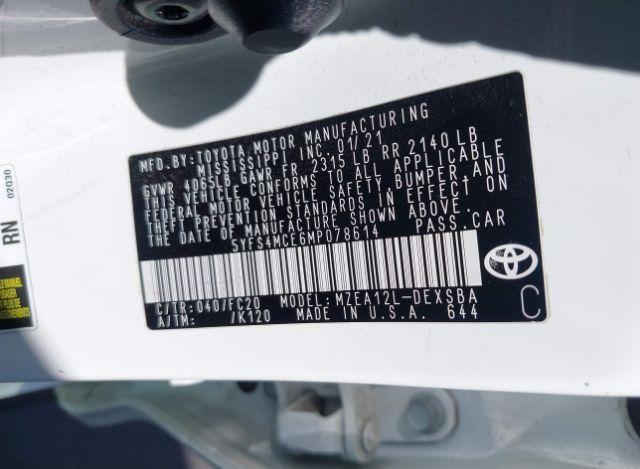 MFD. BY: TOYOTA MOTOR MANUFACTURING
MISSISSIPPI INC. 01/21
GVWR 4065LB GAWR FR 2315 LB RR 2140 LB
THIS VEHICLE CONFORMS TO ALL APPLICABLE
FEDERAL MOTOR VEHICLE SAFETY, BUMPER, AND
THEFT PREVENTION STANDARDS IN EFFECT ON
THE DATE OF MANUFACTURE SHOWN ABOVE.
5YFS4MCE6MP078614 PASS. CAR
C/TR: 040/FC20 MODEL: MZEA12L-DEXSBA
A/TM: /K120 MADE IN U.S.A. 644
C
RN
02030